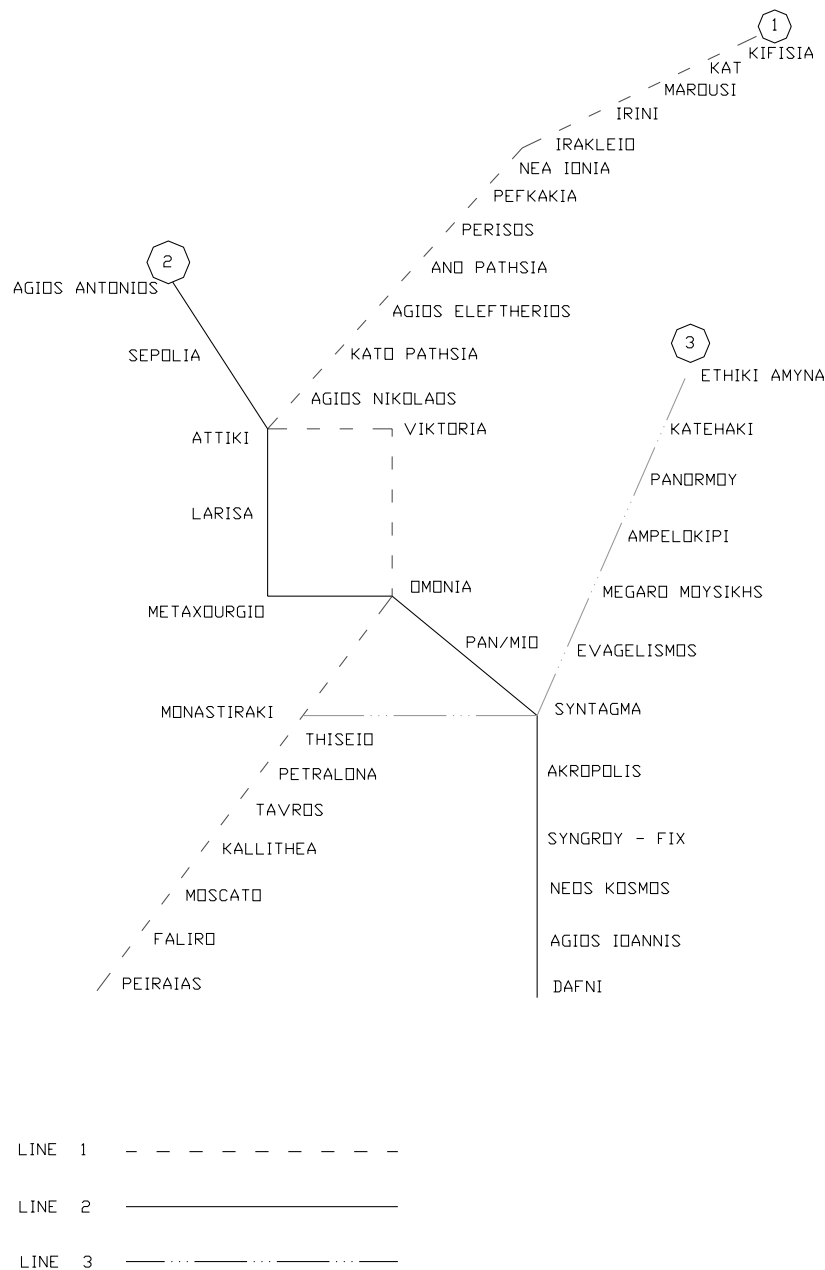 1
KIFISIA
KAT
MAROUSI
IRINI
IRAKLEIO
NEA IONIA
PEFKAKIA
PERISOS
2
ANO PATHSIA
AGIOS ANTONIOS
AGIOS ELEFTHERIOS
3
SEPOLIA
KATO PATHSIA
ETHIKI AMYNA
AGIOS NIKOLAOS
ATTIKI
VIKTORIA
KATEHAKI
PANORMOY
LARISA
AMPELOKIPI
OMONIA
MEGARO MOYSIKHS
METAXOURGIO
PAN/MIO
EVAGELISMOS
MONASTIRAKI
SYNTAGMA
THISEIO
PETRALONA
AKROPOLIS
TAVROS
KALLITHEA
SYNGROY - FIX
MOSCATO
NEOS KOSMOS
FALIRO
AGIOS IOANNIS
PEIRAIAS
DAFNI
LINE 1
LINE 2
LINE 3